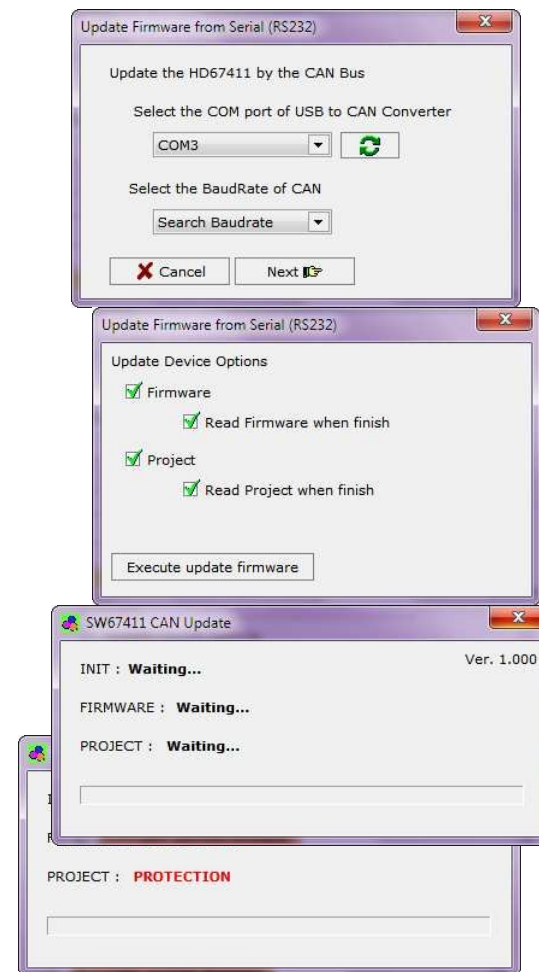 Update Firmware from Serial (RS232)
Update the HD67411 by the CAN Bus
Select the COM port of USB to CAN Converter
COM3
Select the BaudRate of CAN
Search Baudrate
Cancel Next
Update Firmware from Serial (RS232)
Update Device Options
Firmware
Read Firmware when finish
Project
Read Project when finish
Execute update firmware
SW67411 CAN Update
Ver. 1.000
INIT : Waiting...
FIRMWARE : Waiting...
PROJECT : Waiting...
PROJECT : PROTECTION